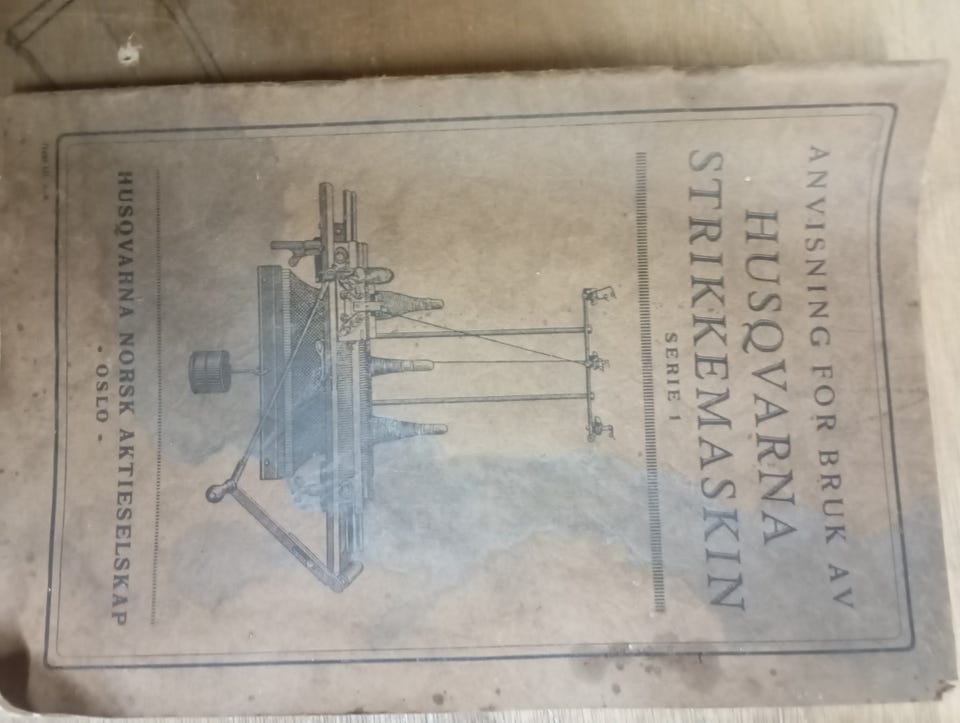 ANVISNING FOR BRUK AV
HUSQVARNA
STRIKKEMASKIN
SERIE 1
HUSQVARNA NORSK AKTIESELSKAP
- OSLO -